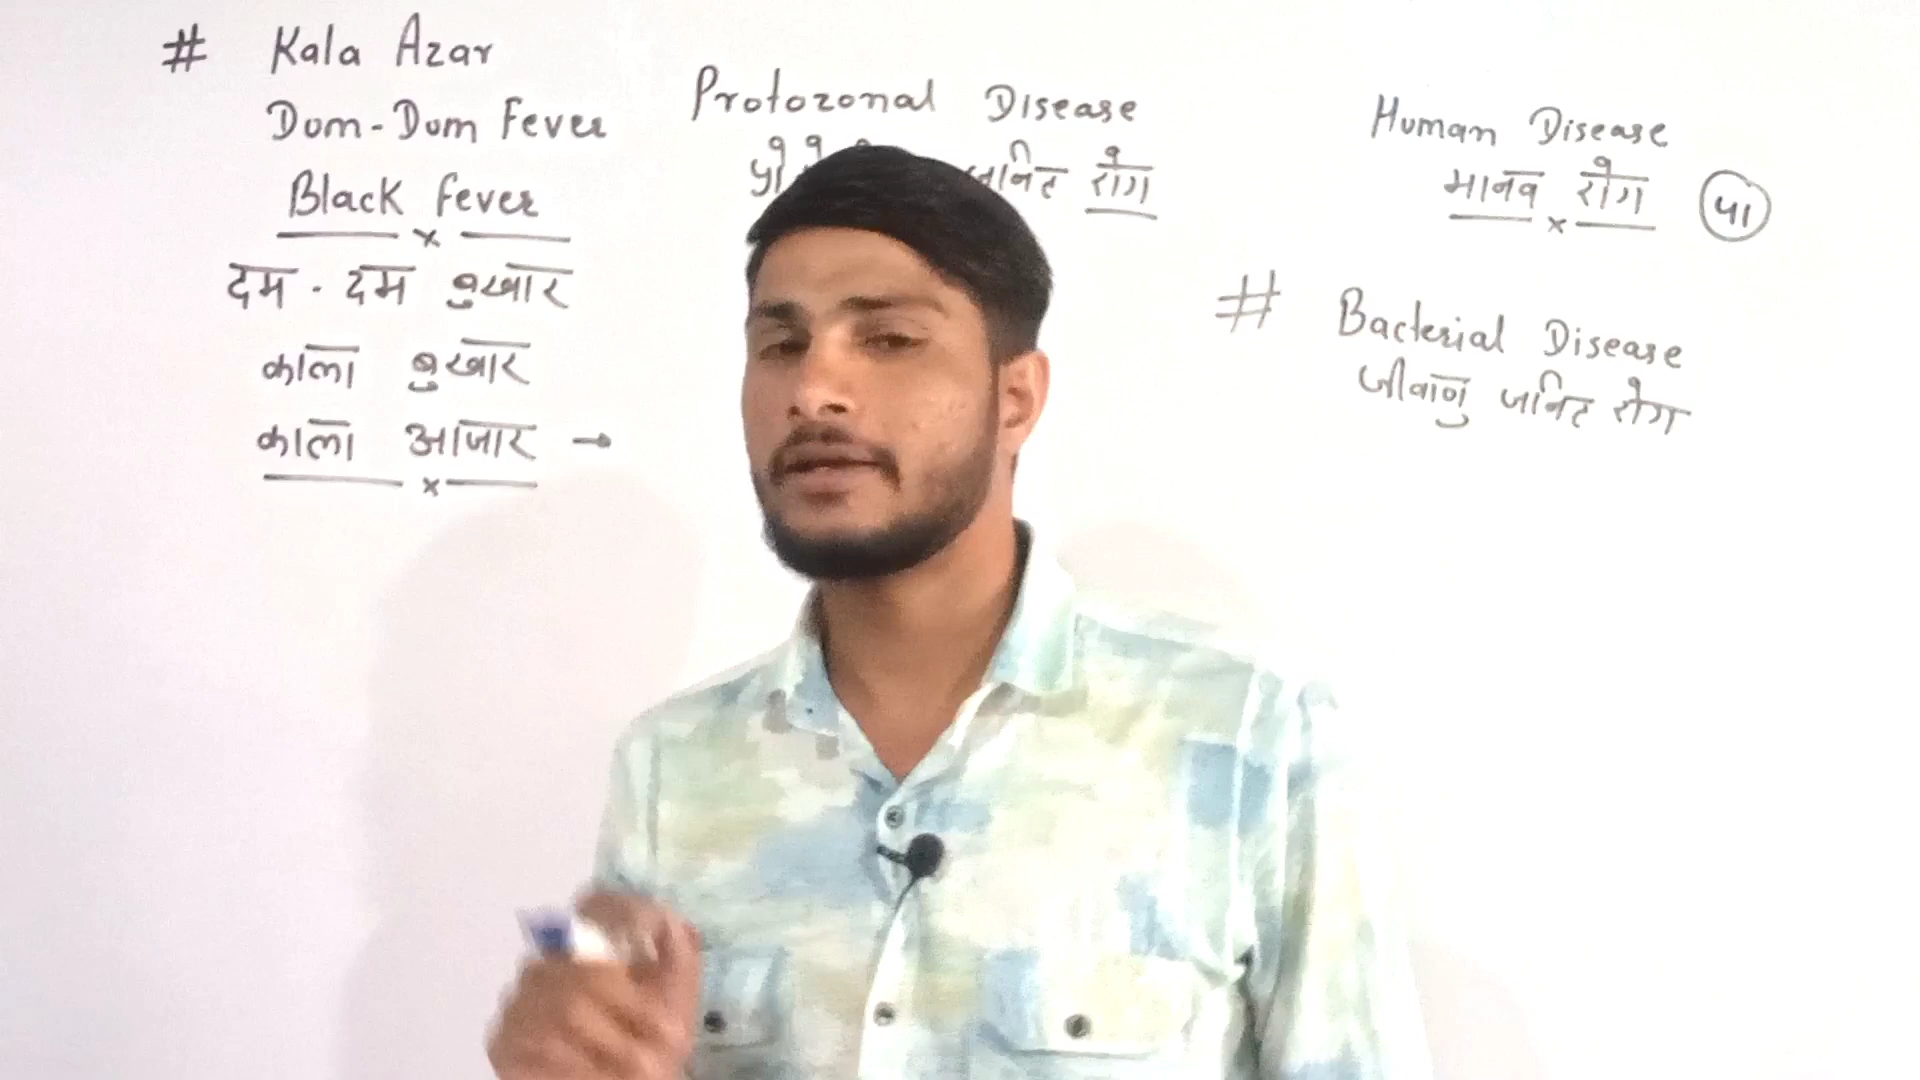 # Kala Azar
Dum-Dum Fever
Black fever
दम - दम बुखार
काला बुखार
काला आजार →
Protozonal Disease
जनित रोग
Human Disease
मानव रोग
# Bacterial Disease
जीवाणु जनित रोग